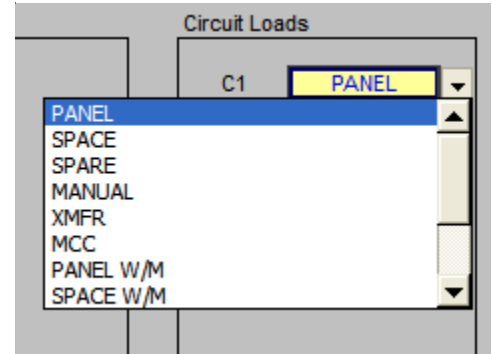 Circuit Loads
C1 PANEL
PANEL
SPACE
SPARE
MANUAL
XMFR
MCC
PANEL W/M
SPACE W/M